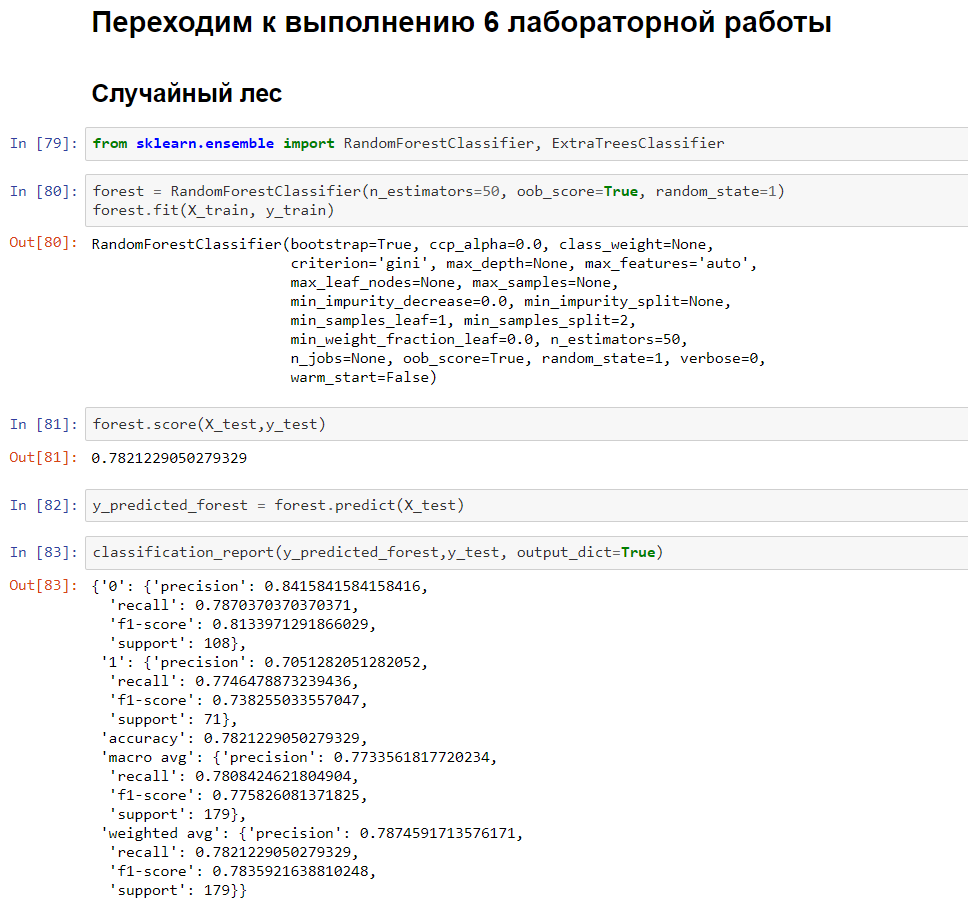 Переходим к выполнению 6 лабораторной работы
Случайный лес
In [79]: from sklearn.ensemble import RandomForestClassifier, ExtraTreesClassifier
In [80]: forest = RandomForestClassifier(n_estimators=50, oob_score=True, random_state=1)
forest.fit(X_train, y_train)
Out[80]: RandomForestClassifier(bootstrap=True, ccp_alpha=0.0, class_weight=None,
criterion='gini', max_depth=None, max_features='auto',
max_leaf_nodes=None, max_samples=None,
min_impurity_decrease=0.0, min_impurity_split=None,
min_samples_leaf=1, min_samples_split=2,
min_weight_fraction_leaf=0.0, n_estimators=50,
n_jobs=None, oob_score=True, random_state=1, verbose=0,
warm_start=False)
In [81]: forest.score(X_test,y_test)
Out[81]: 0.7821229050279329
In [82]: y_predicted_forest = forest.predict(X_test)
In [83]: classification_report(y_predicted_forest,y_test, output_dict=True)
Out[83]: {'0': {'precision': 0.8415841584158416,
'recall': 0.7870370370370371,
'f1-score': 0.8133971291866029,
'support': 108},
'1': {'precision': 0.7051282051282052,
'recall': 0.7746478873239436,
'f1-score': 0.738255033557047,
'support': 71},
'accuracy': 0.7821229050279329,
'macro avg': {'precision': 0.7733561817720234,
'recall': 0.7808424621804904,
'f1-score': 0.775826081371825,
'support': 179},
'weighted avg': {'precision': 0.7874591713576171,
'recall': 0.7821229050279329,
'f1-score': 0.7835921638810248,
'support': 179}}